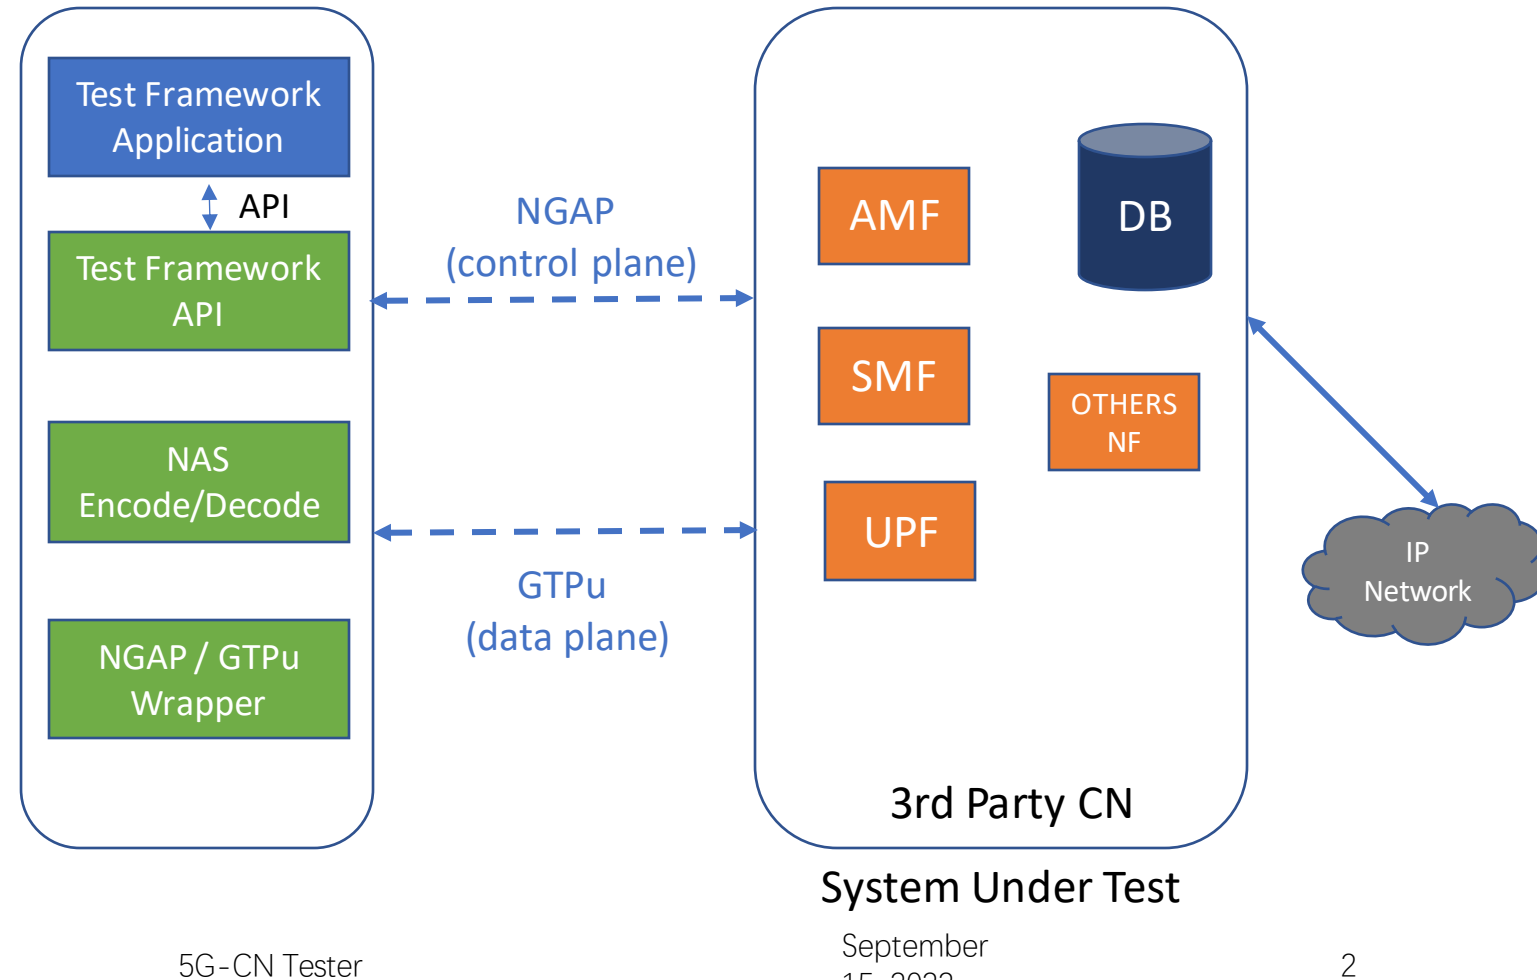 Test Framework
Application
API
Test Framework
API
NAS
Encode/Decode
NGAP / GTPu
Wrapper
NGAP
(control plane)
GTPu
(data plane)
AMF
DB
SMF
OTHERS
NF
UPF
3rd Party CN
System Under Test
IP
Network
5G-CN Tester
September
2